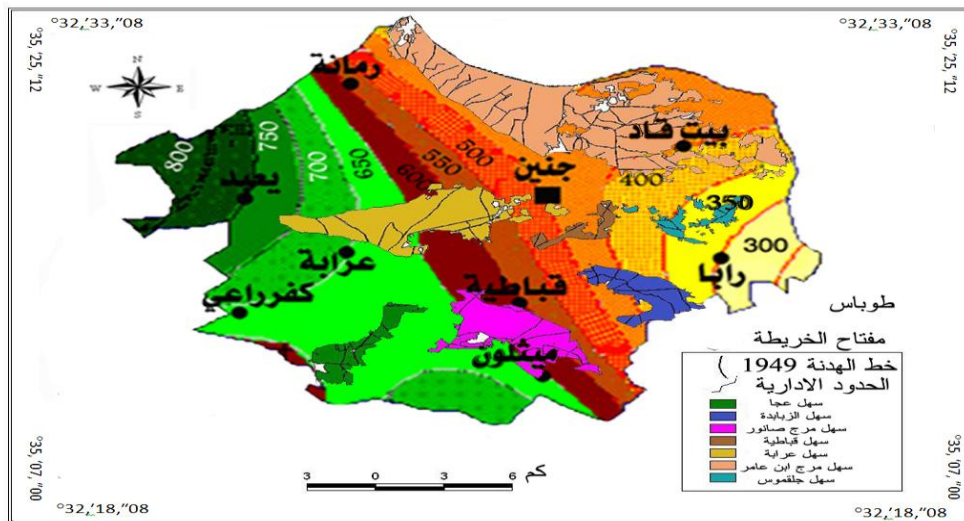 °32,'33,"08
°32,'33,"08
°35, '25, "12
°35, '25, "12
N
رمانة
بيت قاد
800
750
700
650
600
550
500
400
350
300
جنين
يعبد
عرابة
كفرراعي
قباطية
رابا
ميثلون
طوباس
مفتاح الخريطة
خط الهدنة 1949
الحدود الادارية
سهل عجا
سهل الزبابدة
سهل مرج صانور
سهل قباطية
سهل عرابة
سهل مرج ابن عامر
سهل جلقموس
3 0 3 6 كم
°35, '07, "00
°35, '07, "00
°32,'18,"08
°32,'18,"08